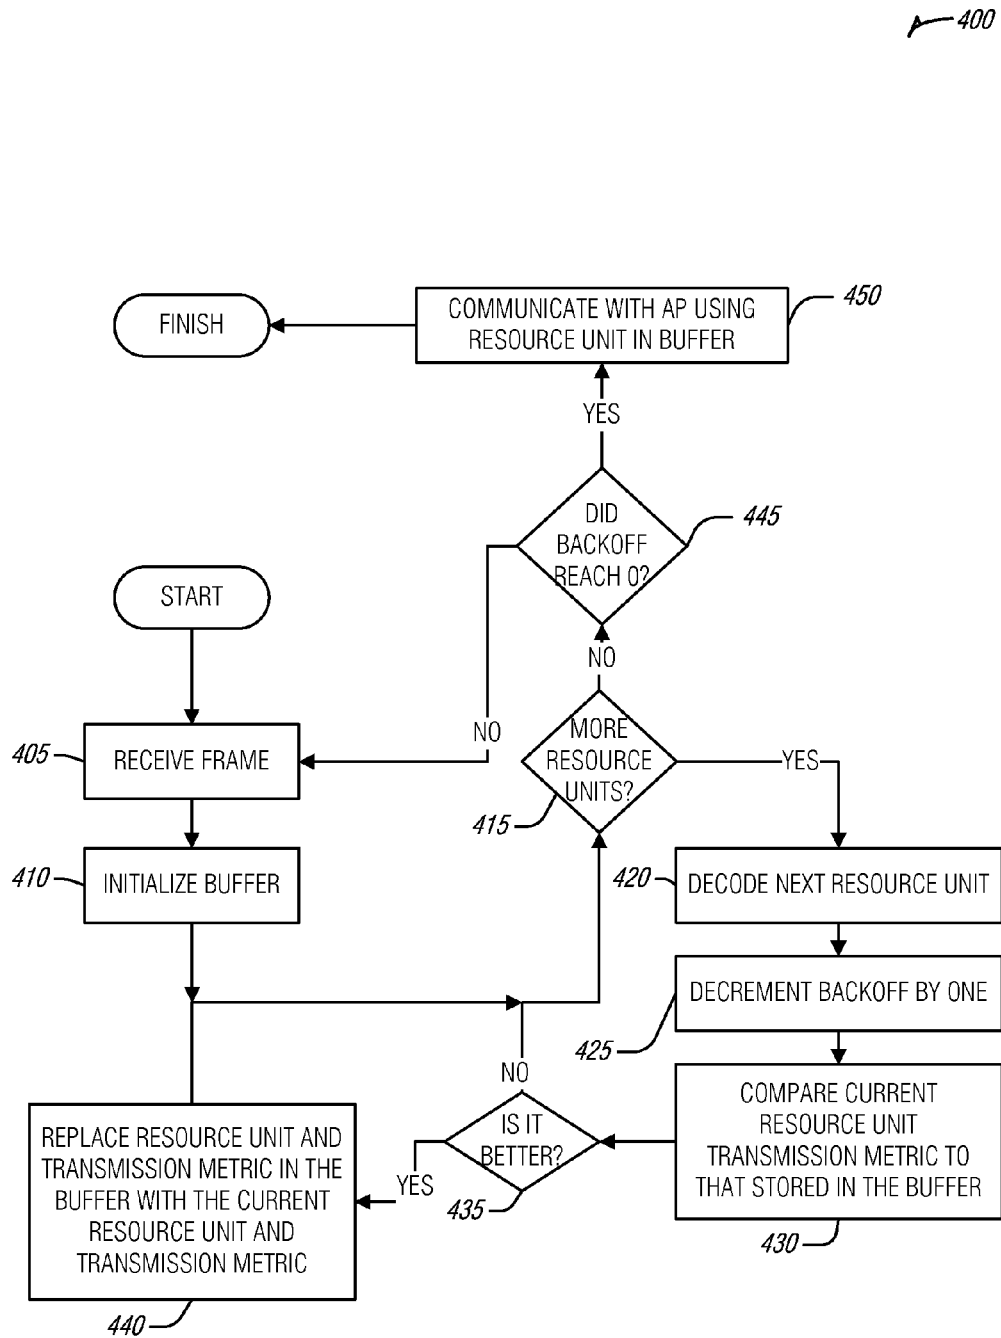 400
COMMUNICATE WITH AP USING
RESOURCE UNIT IN BUFFER
450
FINISH
YES
DID
BACKOFF
REACH 0?
445
START
NO
NO
MORE
RESOURCE
UNITS?
415
YES
405
RECEIVE FRAME
410
INITIALIZE BUFFER
420
DECODE NEXT RESOURCE UNIT
DECREMENT BACKOFF BY ONE
425
COMPARE CURRENT
RESOURCE UNIT
TRANSMISSION METRIC TO
THAT STORED IN THE BUFFER
430
NO
IS IT
BETTER?
435
YES
REPLACE RESOURCE UNIT AND
TRANSMISSION METRIC IN THE
BUFFER WITH THE CURRENT
RESOURCE UNIT AND
TRANSMISSION METRIC
440